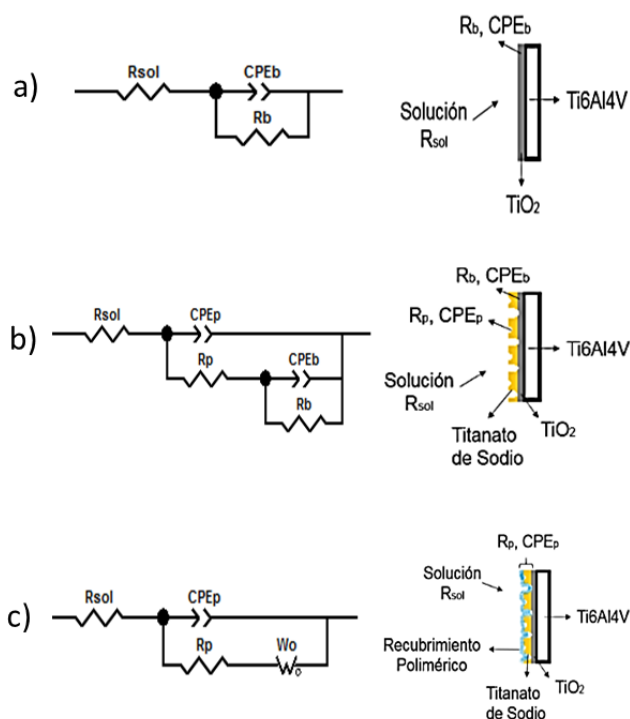 a)
Rsol
CPEb
Rb
Rb, CPEb
Solución
Rsol
Ti6Al4V
TiO2
b)
Rsol
CPEp
Rp
CPEb
Rb
Rb, CPEb
Rp, CPEp
Solución
Rsol
Ti6Al4V
Titanato
de Sodio
TiO2
c)
Rsol
CPEp
Rp
Wo
o
Rp, CPEp
Solución
Rsol
Ti6Al4V
Recubrimiento
Polimérico
Titanato
de Sodio
TiO2